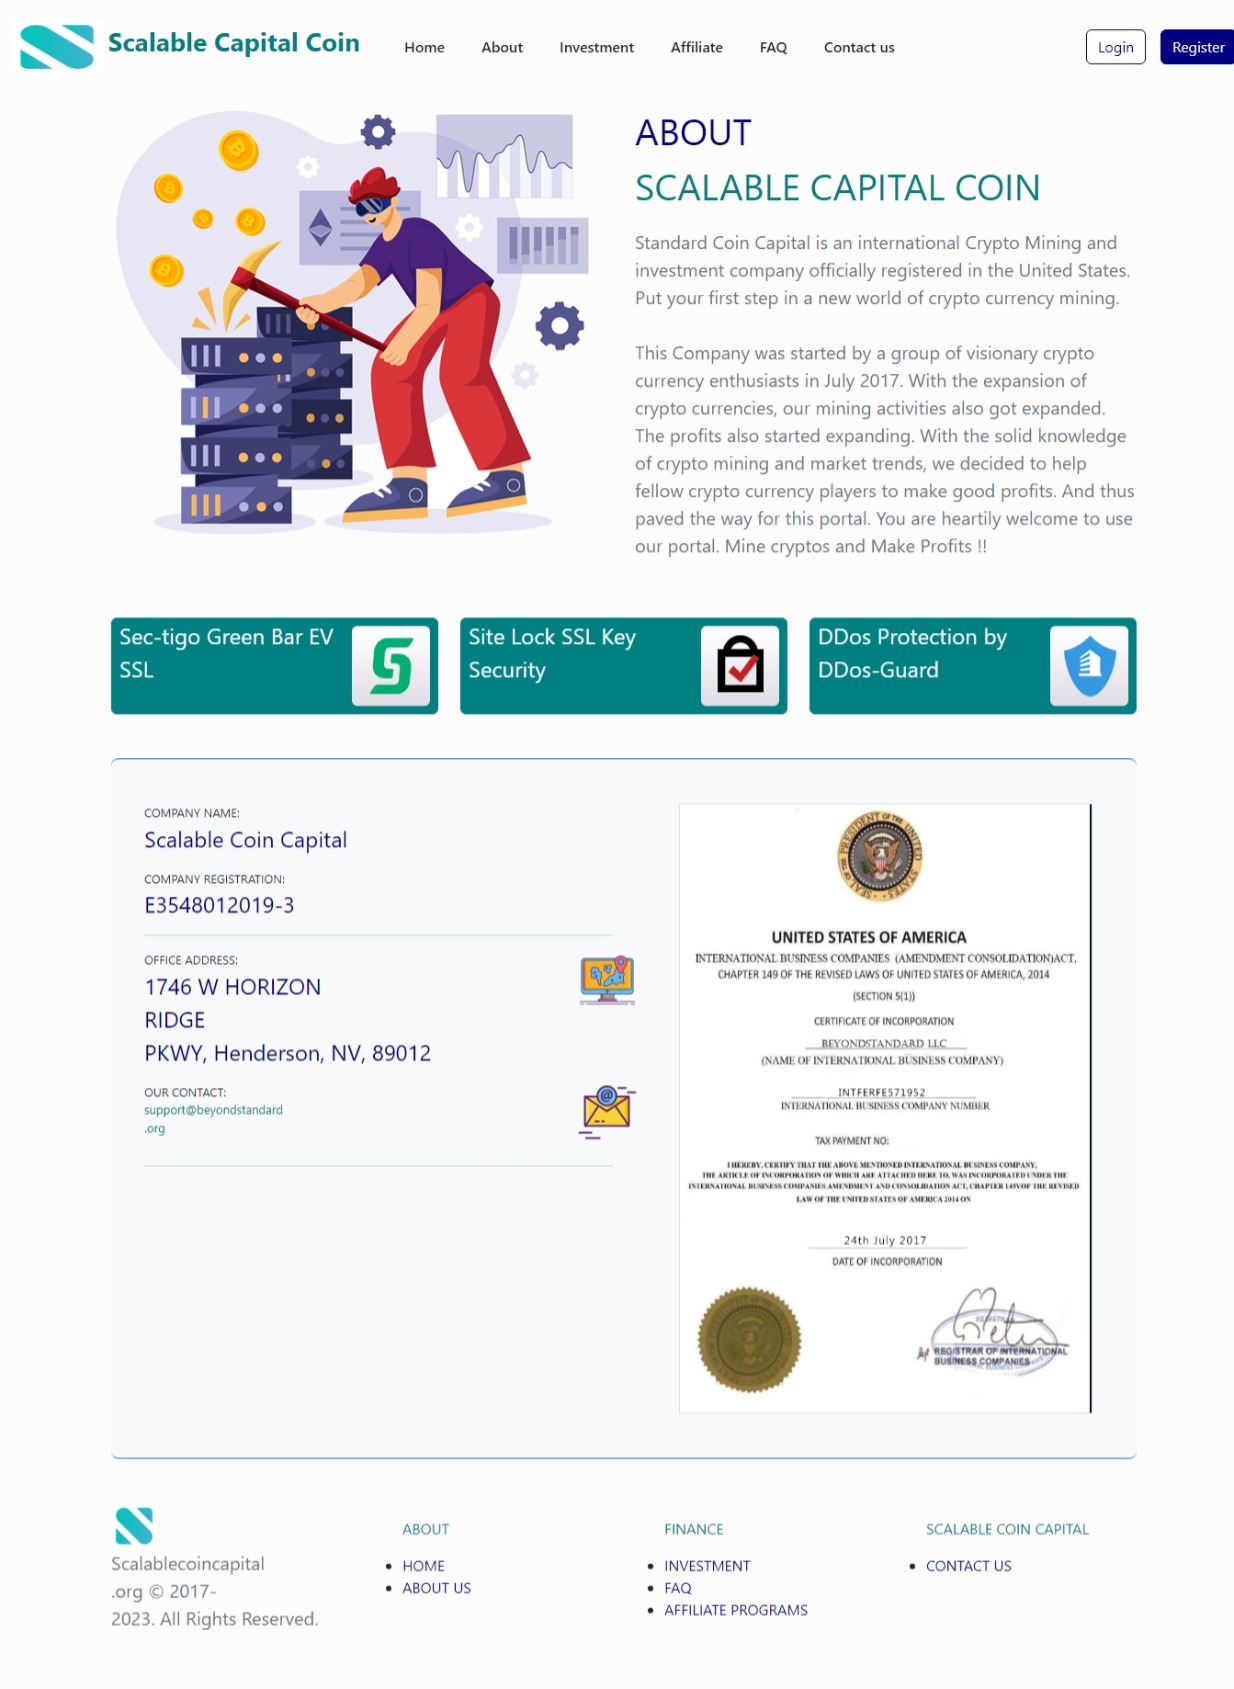 Scalable Capital Coin
Home About Investment Affiliate FAQ Contact us
Login Register
ABOUT
SCALABLE CAPITAL COIN
Standard Coin Capital is an international Crypto Mining and
investment company officially registered in the United States.
Put your first step in a new world of crypto currency mining.
This Company was started by a group of visionary crypto
currency enthusiasts in July 2017. With the expansion of
crypto currencies, our mining activities also got expanded.
The profits also started expanding. With the solid knowledge
of crypto mining and market trends, we decided to help
fellow crypto currency players to make good profits. And thus
paved the way for this portal. You are heartily welcome to use
our portal. Mine cryptos and Make Profits !!
Sec-tigo Green Bar EV
SSL
Site Lock SSL Key
Security
DDos Protection by
DDos-Guard
COMPANY NAME:
Scalable Coin Capital
COMPANY REGISTRATION:
E3548012019-3
OFFICE ADDRESS:
1746 W HORIZON
RIDGE
PKWY, Henderson, NV, 89012
OUR CONTACT:
support@beyondstandard
.org
SEAL OF THE PRESIDENT OF THE UNITED STATES
UNITED STATES OF AMERICA
INTERNATIONAL BUSINESS COMPANIES (AMENDMENT CONSOLIDATION)ACT,
CHAPTER 149 OF THE REVISED LAWS OF UNITED STATES OF AMERICA, 2014
(SECTION 5(1))
CERTIFICATE OF INCORPORATION
BEYONDSTANDARD LLC
(NAME OF INTERNATIONAL BUSINESS COMPANY)
INTFERFE571952
INTERNATIONAL BUSINESS COMPANY NUMBER
TAX PAYMENT NO:
I HEREBY, CERTIFY THAT THE ABOVE MENTIONED INTERNATIONAL BUSINESS COMPANY,
THE ARTICLE OF INCORPORATION OF WHICH ARE ATTACHED HERE TO, WAS INCORPORATED UNDER THE
INTERNATIONAL BUSINESS COMPANIES AMENDMENT AND CONSOLIDATION ACT, CHAPTER 149VOF THE REVISED
LAW OF THE UNITED STATES OF AMERICA 2014 ON
24th July 2017
DATE OF INCORPORATION
REGISTRAR OF INTERNATIONAL
BUSINESS COMPANIES
Scalablecoincapital
.org © 2017-
2023. All Rights Reserved.
ABOUT
HOME
ABOUT US
FINANCE
INVESTMENT
FAQ
AFFILIATE PROGRAMS
SCALABLE COIN CAPITAL
CONTACT US